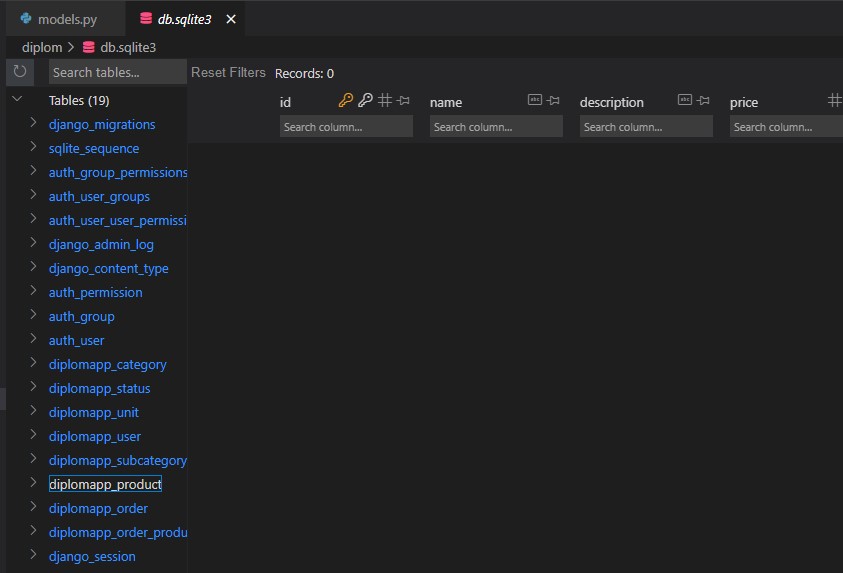 models.py
db.sqlite3
diplom > db.sqlite3
Search tables...
Reset Filters Records: 0
Tables (19)
id
name
description
price
Search column...
Search column...
Search column...
Search column...
django_migrations
sqlite_sequence
auth_group_permissions
auth_user_groups
auth_user_user_permissi
django_admin_log
django_content_type
auth_permission
auth_group
auth_user
diplomapp_category
diplomapp_status
diplomapp_unit
diplomapp_user
diplomapp_subcategory
diplomapp_product
diplomapp_order
diplomapp_order_produ
django_session